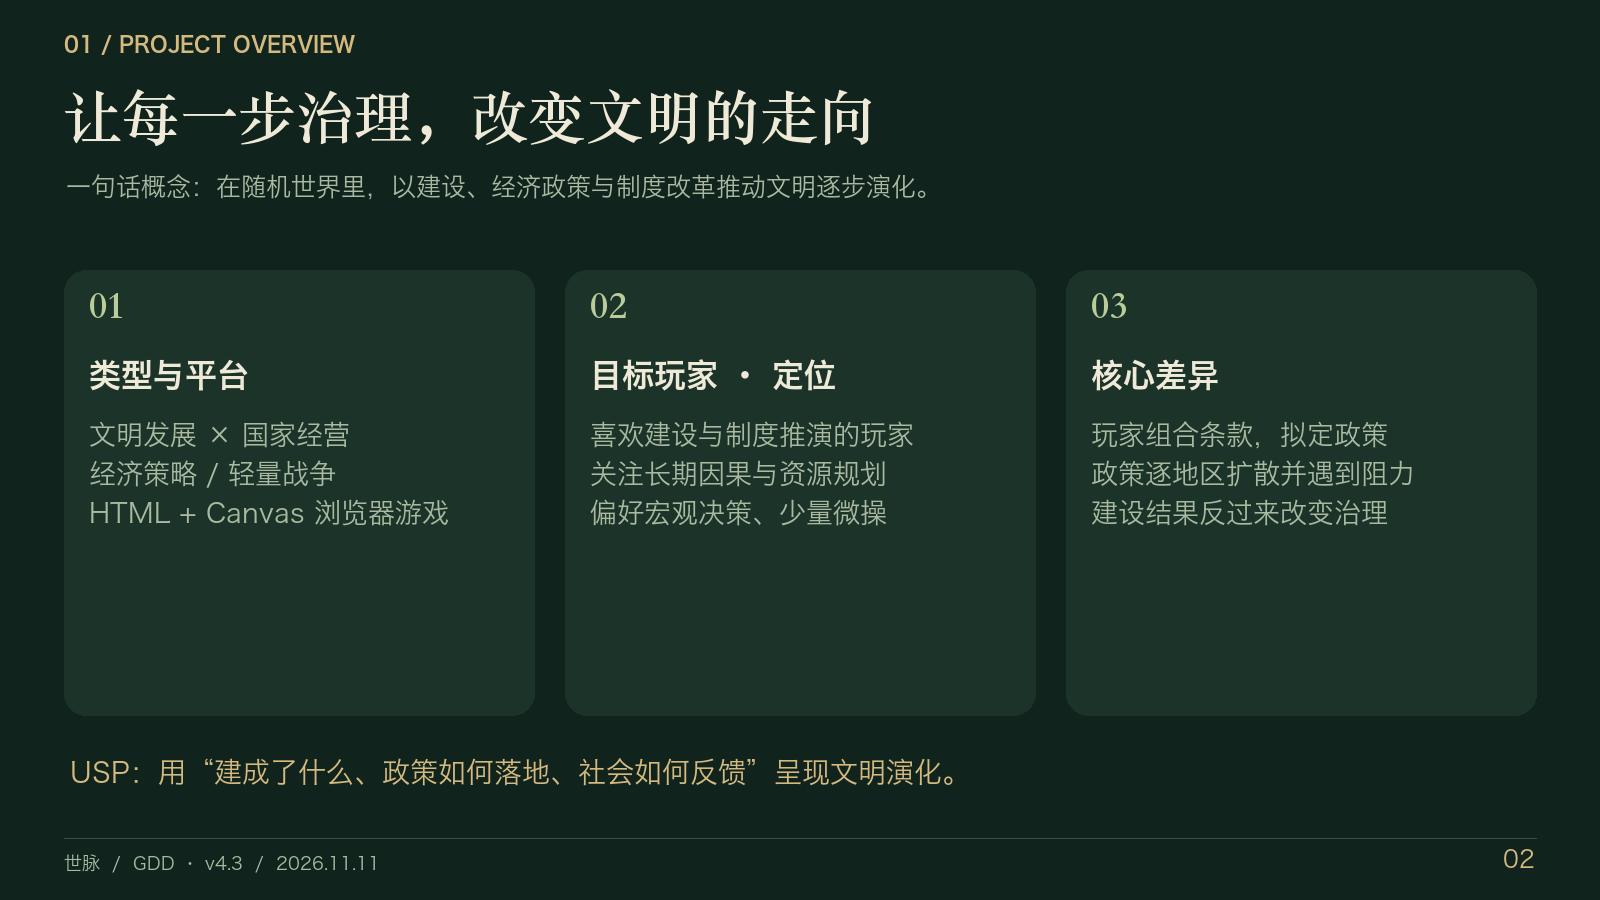 01 / PROJECT OVERVIEW
让每一步治理，改变文明的走向
一句话概念：在随机世界里，以建设、经济政策与制度改革推动文明逐步演化。
01
类型与平台
文明发展 × 国家经营
经济策略 / 轻量战争
HTML + Canvas 浏览器游戏
02
目标玩家 · 定位
喜欢建设与制度推演的玩家
关注长期因果与资源规划
偏好宏观决策、少量微操
03
核心差异
玩家组合条款，拟定政策
政策逐地区扩散并遇到阻力
建设结果反过来改变治理
USP：用“建成了什么、政策如何落地、社会如何反馈”呈现文明演化。
世脉 / GDD · v4.3 / 2026.11.11
02